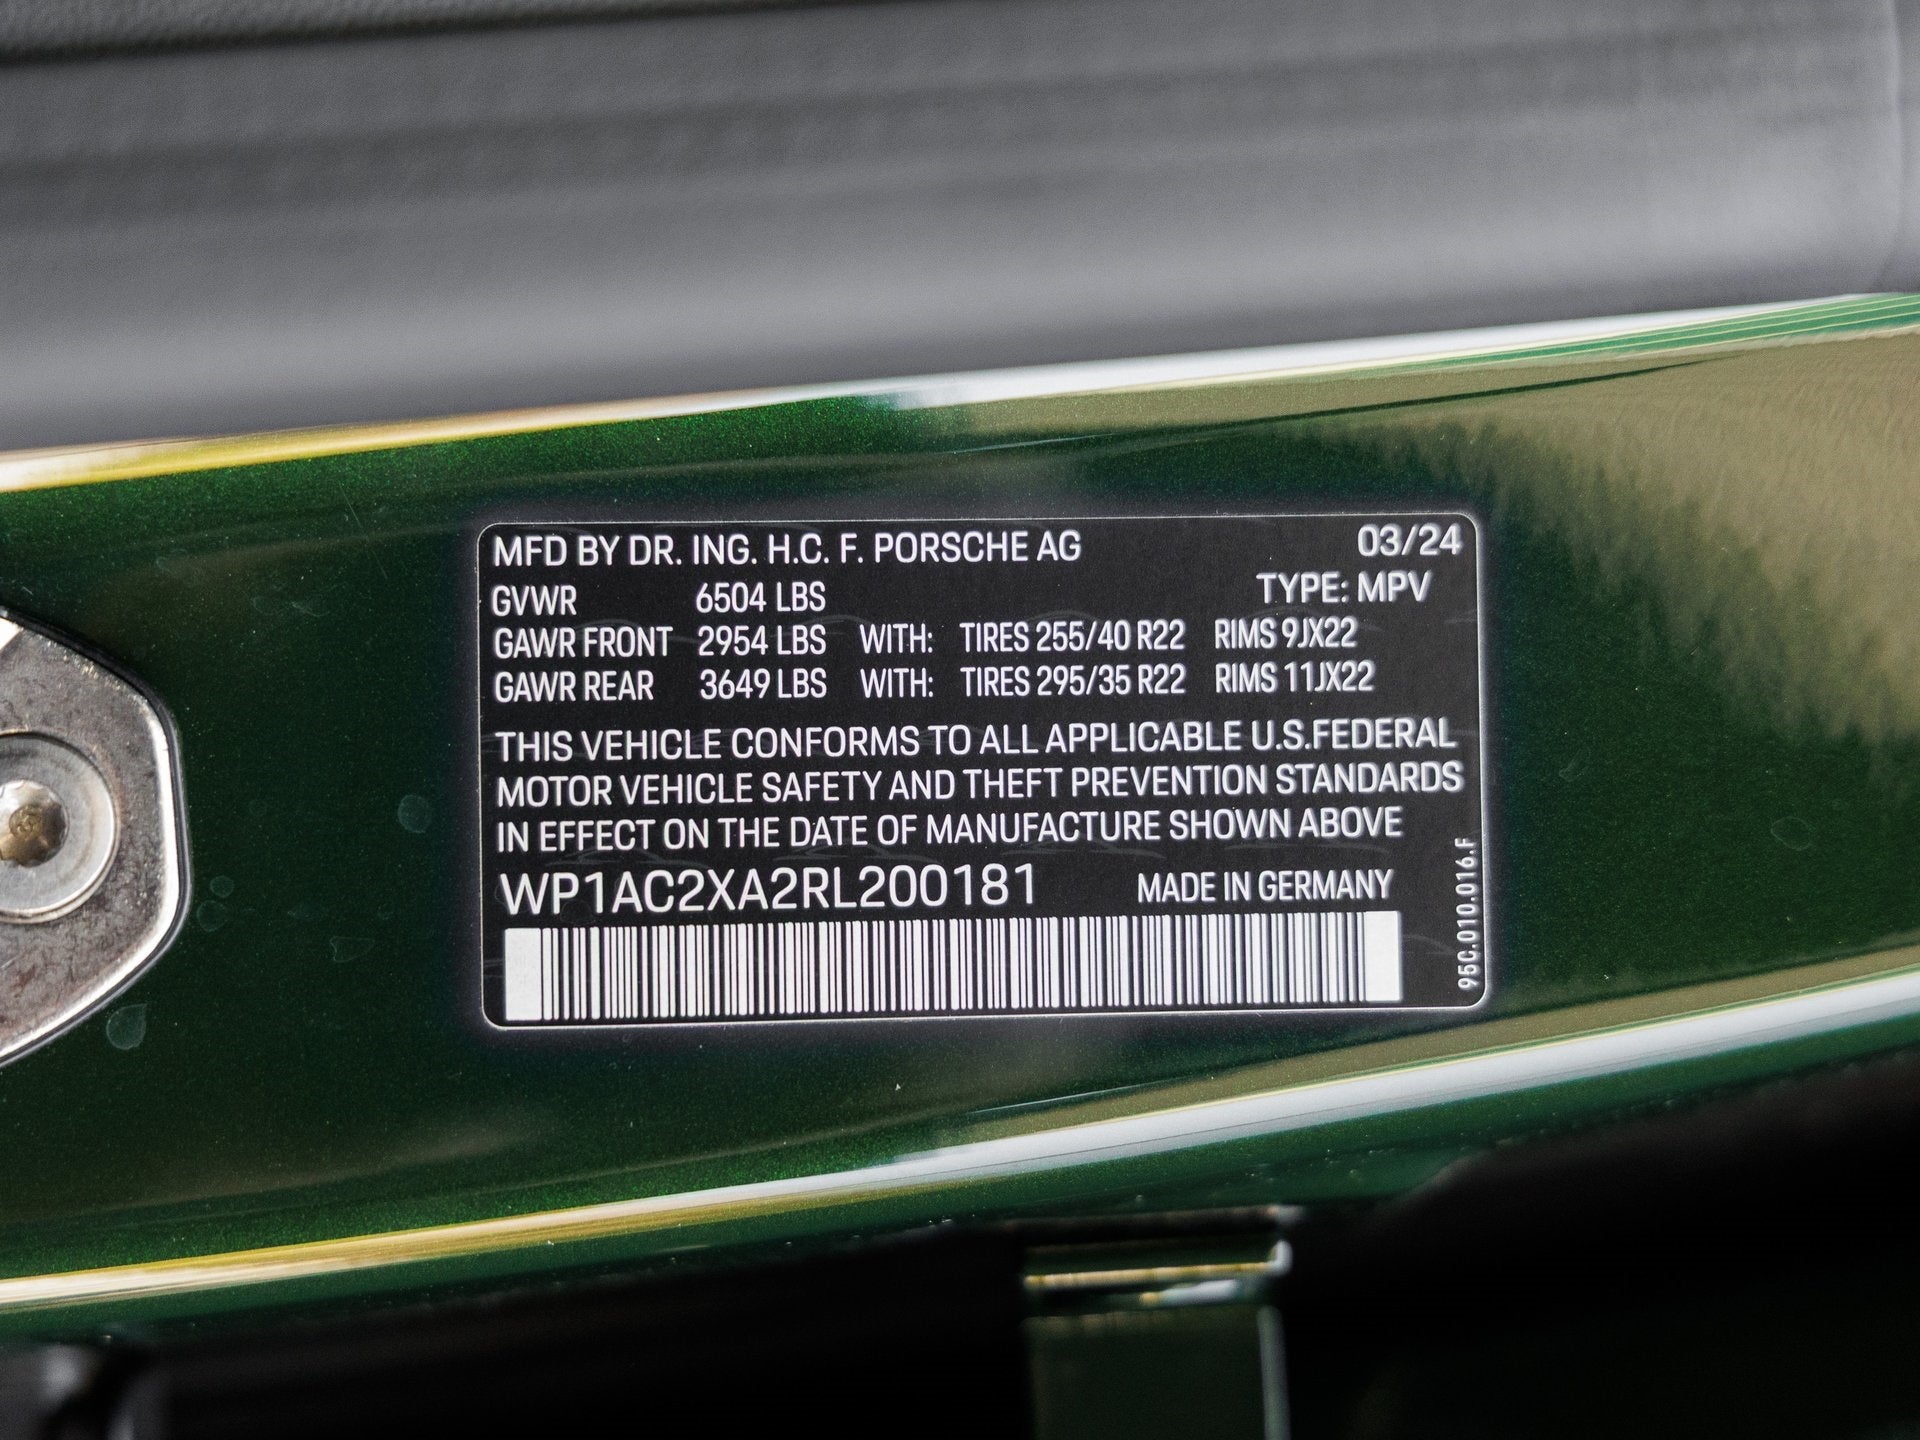 MFD BY DR. ING. H.C. F. PORSCHE AG 03/24
GVWR 6504 LBS TYPE: MPV
GAWR FRONT 2954 LBS WITH: TIRES 255/40 R22 RIMS 9JX22
GAWR REAR 3649 LBS WITH: TIRES 295/35 R22 RIMS 11JX22
THIS VEHICLE CONFORMS TO ALL APPLICABLE U.S.FEDERAL
MOTOR VEHICLE SAFETY AND THEFT PREVENTION STANDARDS
IN EFFECT ON THE DATE OF MANUFACTURE SHOWN ABOVE
WP1AC2XA2RL200181 MADE IN GERMANY
95C.010.016.F